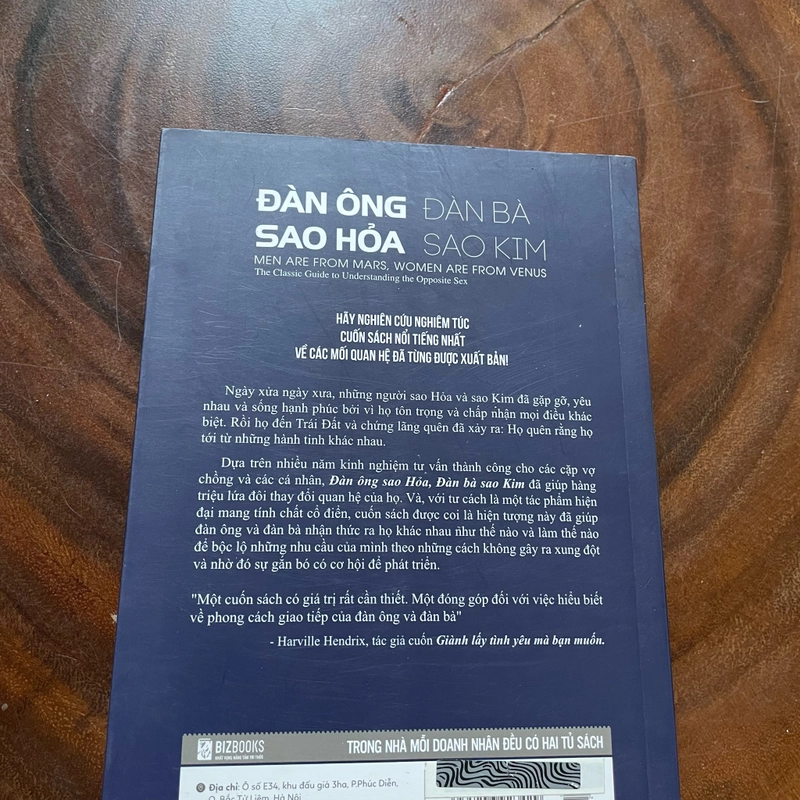 ĐÀN ÔNG ĐÀN BÀ
SAO HỎA SAO KIM
MEN ARE FROM MARS, WOMEN ARE FROM VENUS
The Classic Guide to Understanding the Opposite Sex
HÃY NGHIÊN CỨU NGHIÊM TÚC
CUỐN SÁCH NỔI TIẾNG NHẤT
VỀ CÁC MỐI QUAN HỆ ĐÃ TỪNG ĐƯỢC XUẤT BẢN!
Ngày xửa ngày xưa, những người sao Hỏa và sao Kim đã gặp gỡ, yêu
nhau và sống hạnh phúc bởi vì họ tôn trọng và chấp nhận mọi điều khác
biệt. Rồi họ đến Trái Đất và chứng lãng quên đã xảy ra: Họ quên rằng họ
tới từ những hành tinh khác nhau.
Dựa trên nhiều năm kinh nghiệm tư vấn thành công cho các cặp vợ
chồng và các cá nhân, Đàn ông sao Hỏa, Đàn bà sao Kim đã giúp hàng
triệu lứa đôi thay đổi quan hệ của họ. Và, với tư cách là một tác phẩm hiện
đại mang tính chất cổ điển, cuốn sách được coi là hiện tượng này đã giúp
đàn ông và đàn bà nhận thức ra họ khác nhau như thế nào và làm thế nào
để bộc lộ những nhu cầu của mình theo những cách không gây ra xung đột
và nhờ đó sự gắn bó có cơ hội để phát triển.
"Một cuốn sách có giá trị rất cần thiết. Một đóng góp đối với việc hiểu biết
về phong cách giao tiếp của đàn ông và đàn bà"
- Harville Hendrix, tác giả cuốn Giành lấy tình yêu mà bạn muốn.
BIZBOOKS TRONG NHÀ MỖI DOANH NHÂN ĐỀU CÓ HAI TỦ SÁCH
Địa chỉ: Ô số E34, khu đấu giá 3ha, P.Phúc Diễn,
Q. Bắc Từ Liêm, Hà Nội